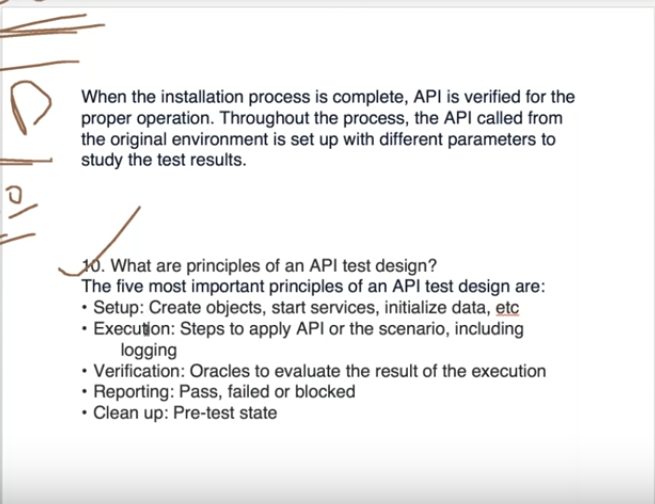 When the installation process is complete, API is verified for the
proper operation. Throughout the process, the API called from
the original environment is set up with different parameters to
study the test results.
10. What are principles of an API test design?
The five most important principles of an API test design are:
• Setup: Create objects, start services, initialize data, etc
• Execution: Steps to apply API or the scenario, including
logging
• Verification: Oracles to evaluate the result of the execution
• Reporting: Pass, failed or blocked
• Clean up: Pre-test state